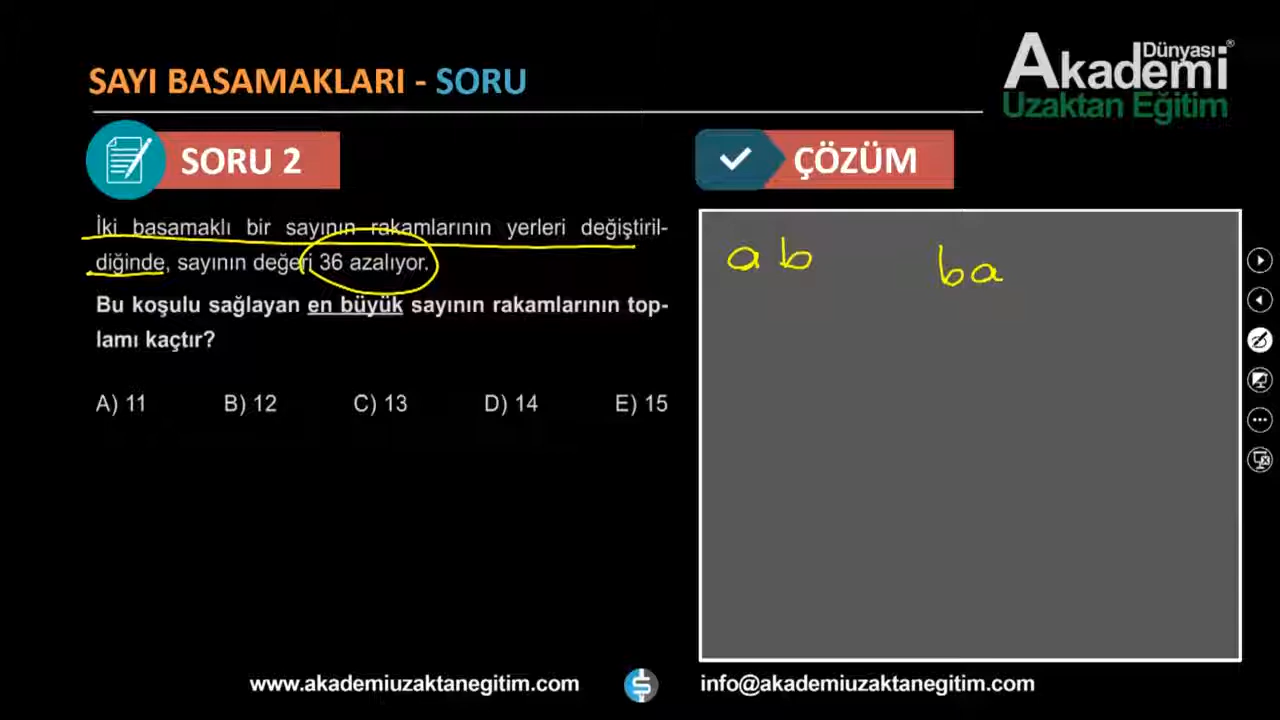 SAYI BASAMAKLARI - SORU
Akademi
Dünyası®
Uzaktan Eğitim
SORU 2
İki basamaklı bir sayının rakamlarının yerleri değiştiril-
diğinde, sayının değeri 36 azalıyor.
Bu koşulu sağlayan en büyük sayının rakamlarının top-
lamı kaçtır?
A) 11 B) 12 C) 13 D) 14 E) 15
ÇÖZÜM
ab ba
www.akademiuzaktanegitim.com
info@akademiuzaktanegitim.com